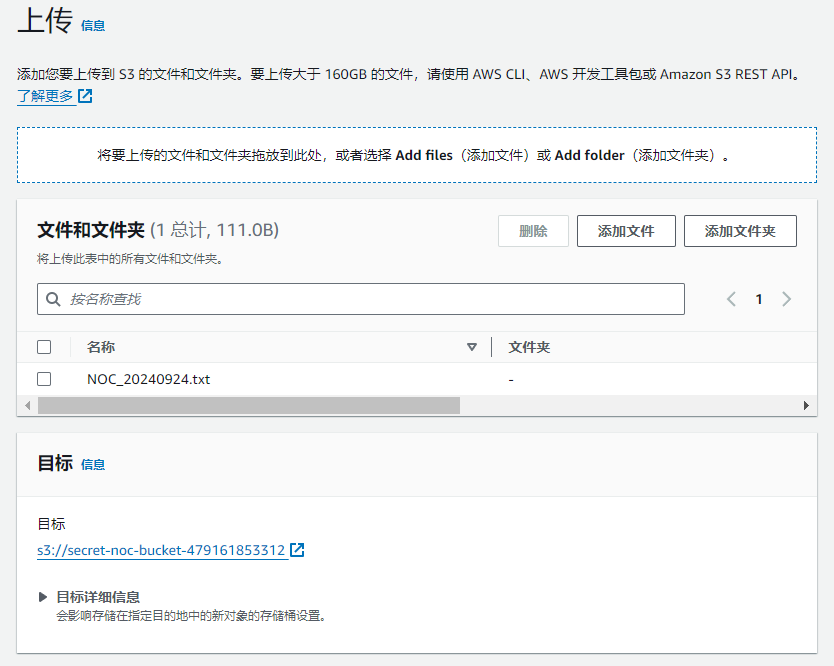 上传 信息
添加您要上传到 S3 的文件和文件夹。要上传大于 160GB 的文件，请使用 AWS CLI、AWS 开发工具包或 Amazon S3 REST API。
了解更多
将要上传的文件和文件夹拖放到此处，或者选择 Add files（添加文件）或 Add folder（添加文件夹）。
文件和文件夹 (1 总计, 111.0B)
删除 添加文件 添加文件夹
将上传此表中的所有文件和文件夹。
按名称查找
1
名称 文件夹
NOC_20240924.txt -
目标 信息
目标
s3://secret-noc-bucket-479161853312
目标详细信息
会影响存储在指定目的地中的新对象的存储桶设置。